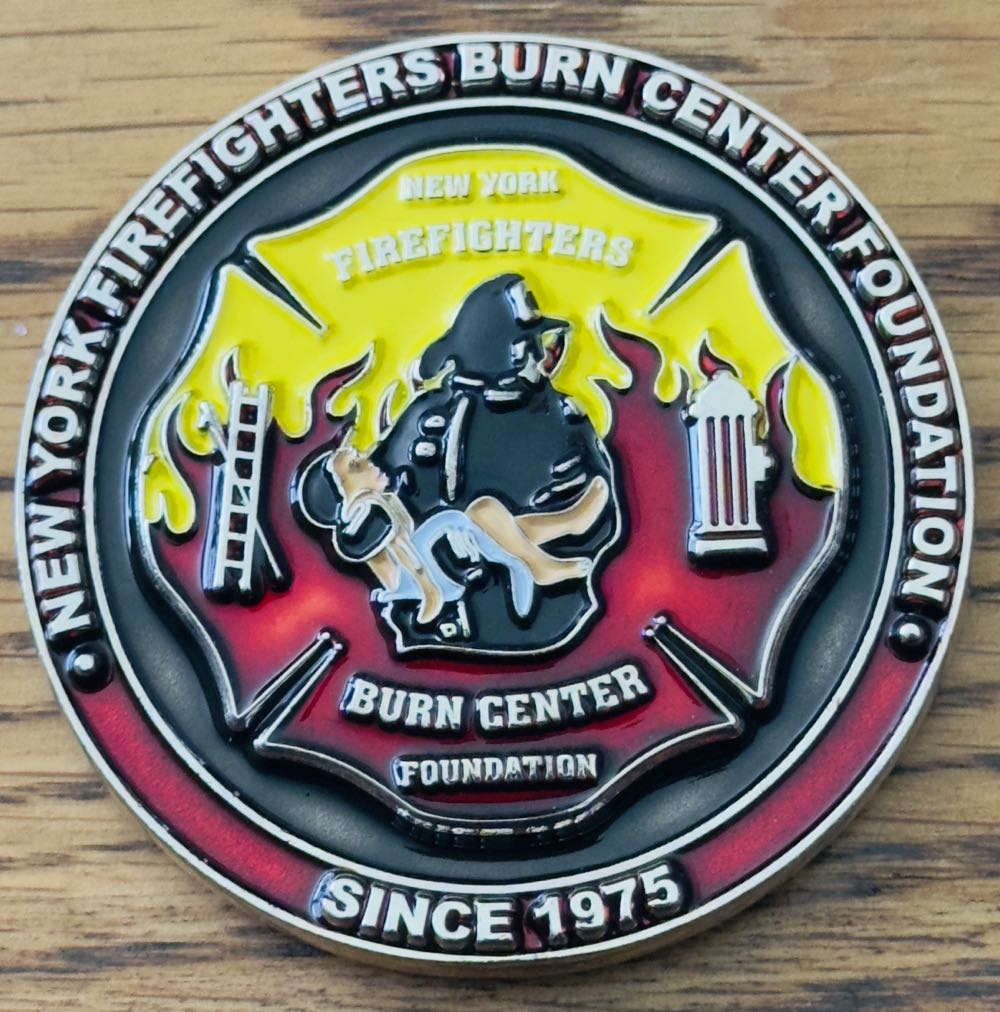 NEW YORK FIREFIGHTERS BURN CENTER FOUNDATION
NEW YORK
FIREFIGHTERS
BURN CENTER
FOUNDATION
SINCE 1975